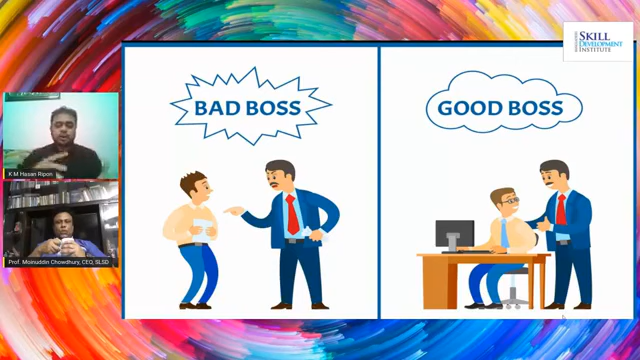 SKILL
DEVELOPMENT
INSTITUTE
BAD BOSS
GOOD BOSS
K M Hasan Ripon
Prof. Moinuddin Chowdhury, CEO, SLSD